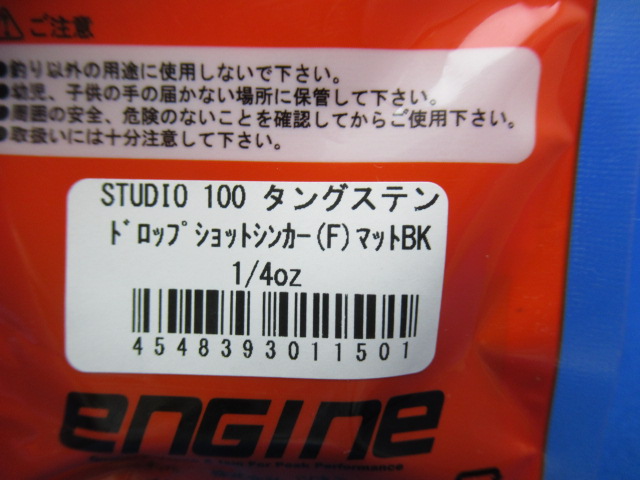 ご注意
●釣り以外の用途に使用しないで下さい。
●幼児、子供の手の届かない場所に保管して下さい。
●周囲の安全、危険のないことを確認してからご使用下さい。
●取扱いには十分注意して下さい。
STUDIO 100 タングステン
ﾄﾞﾛｯﾌﾟｼｮｯﾄｼﾝｶｰ(F)ﾏｯﾄBK
1/4oz
4548393011501
engine
For Peak Performance